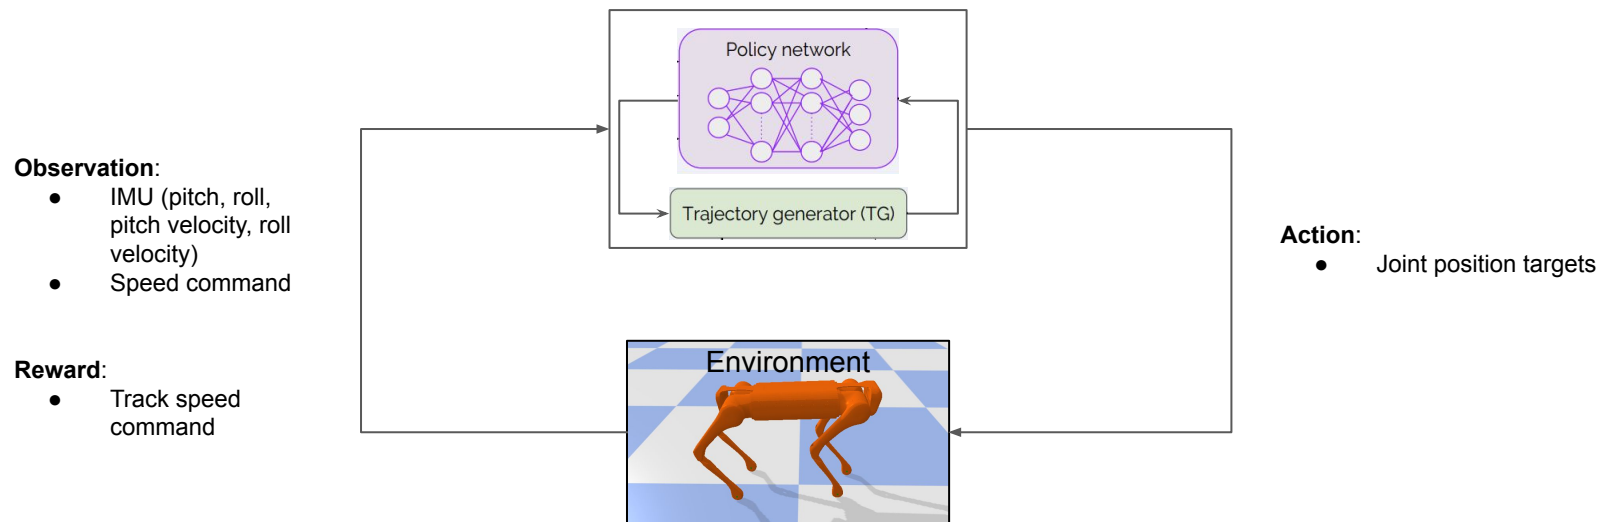 Policy network
Trajectory generator (TG)
Observation:
● IMU (pitch, roll,
pitch velocity, roll
velocity)
● Speed command
Reward:
● Track speed
command
Environment
Action:
● Joint position targets